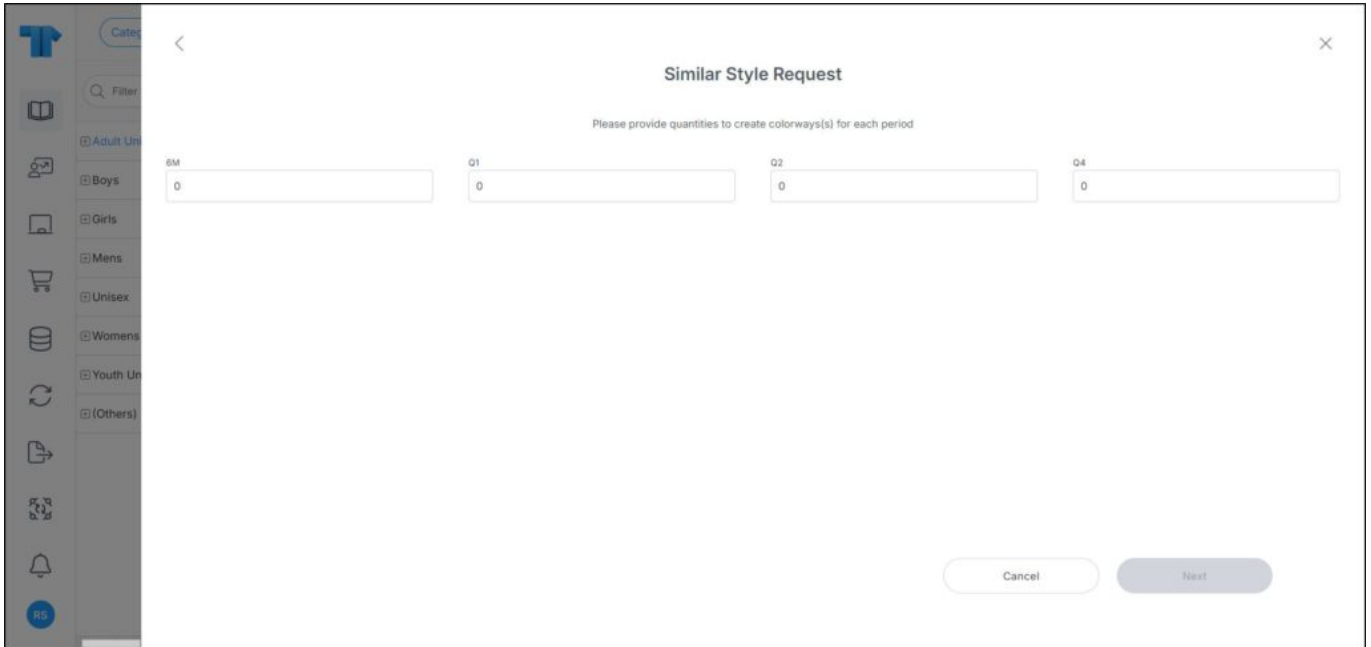 Categ
Similar Style Request
Filter
Please provide quantities to create colorways(s) for each period
Adult Uni
Boys
Girls
Mens
Unisex
Womens
Youth Un
(Others)
6M
Q1
Q2
Q4
0
0
0
0
Cancel
Next
RS